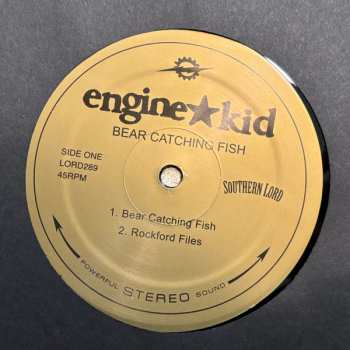 engine★kid
BEAR CATCHING FISH
SIDE ONE
LORD289
45RPM
SOUTHERN LORD
1. Bear Catching Fish
2. Rockford Files
POWERFUL STEREO SOUND